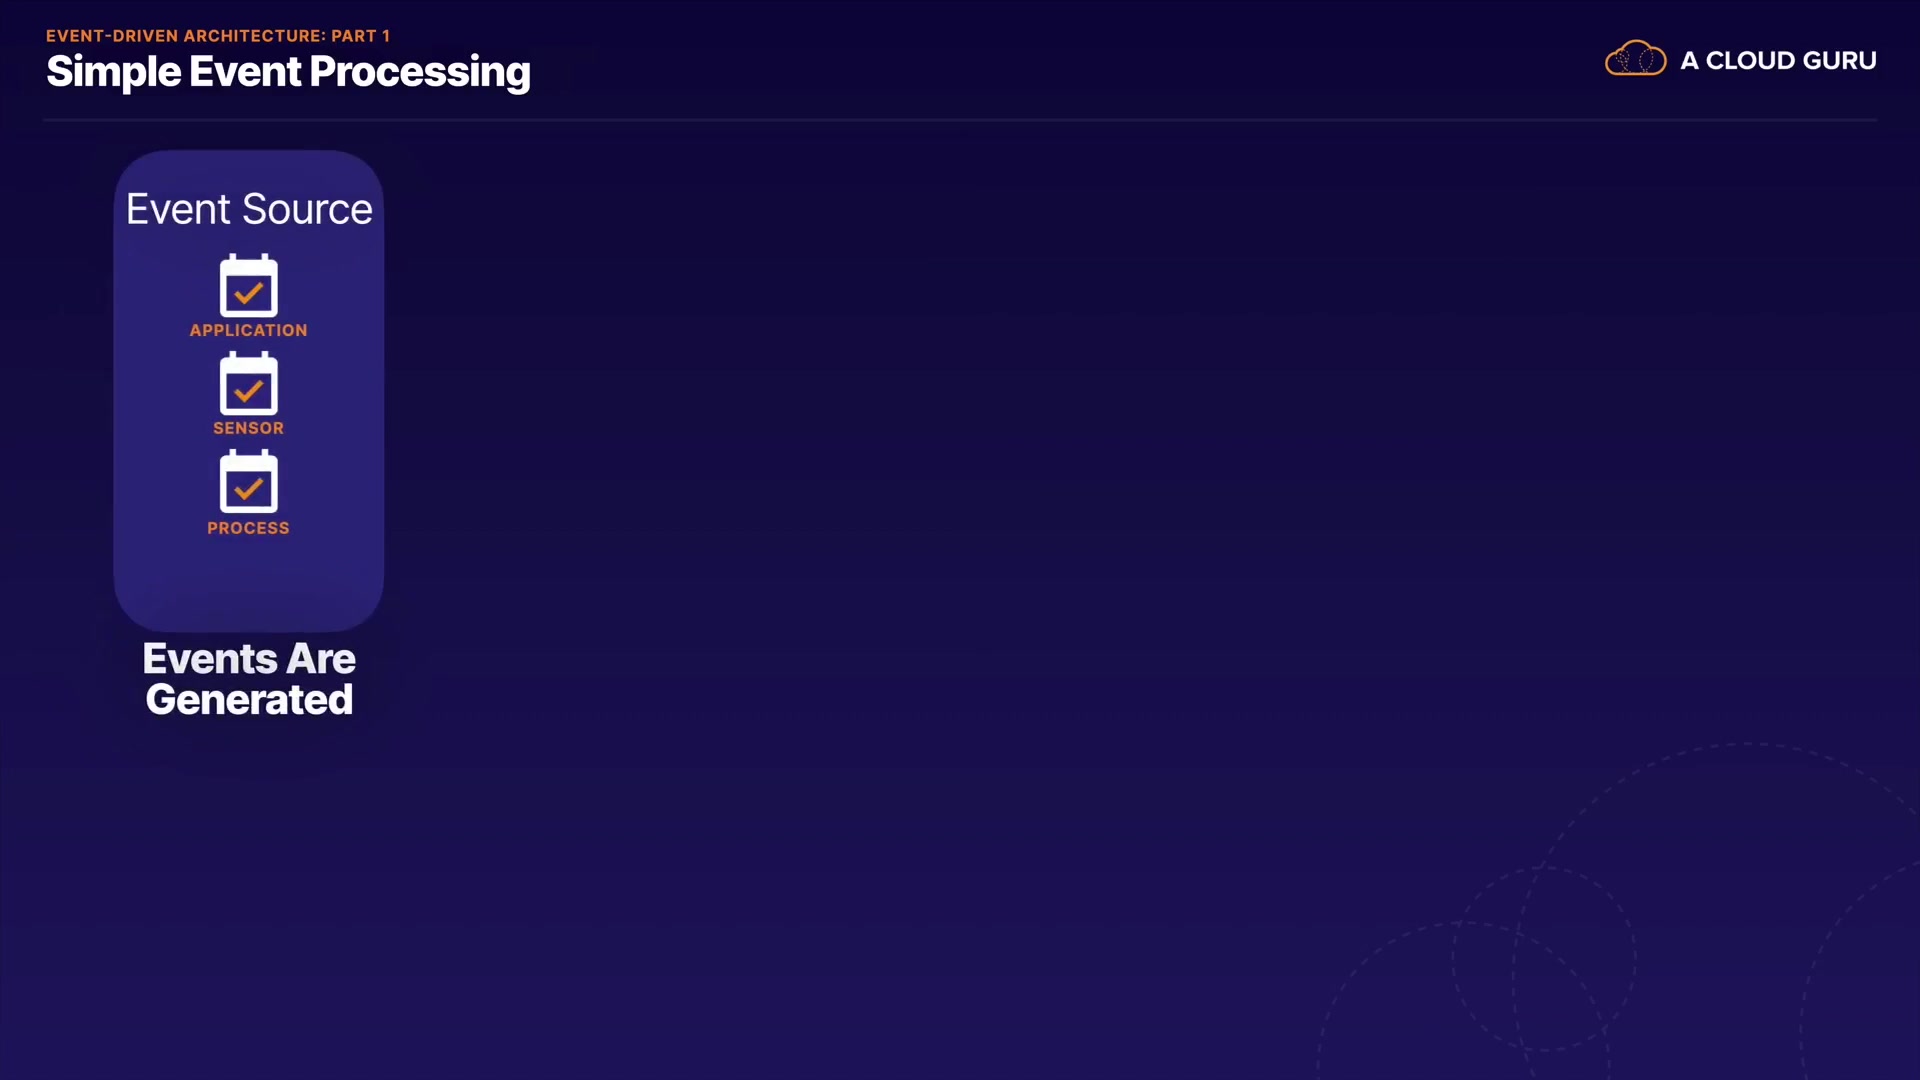 EVENT-DRIVEN ARCHITECTURE: PART 1
Simple Event Processing
A CLOUD GURU
Event Source
APPLICATION
SENSOR
PROCESS
Events Are
Generated